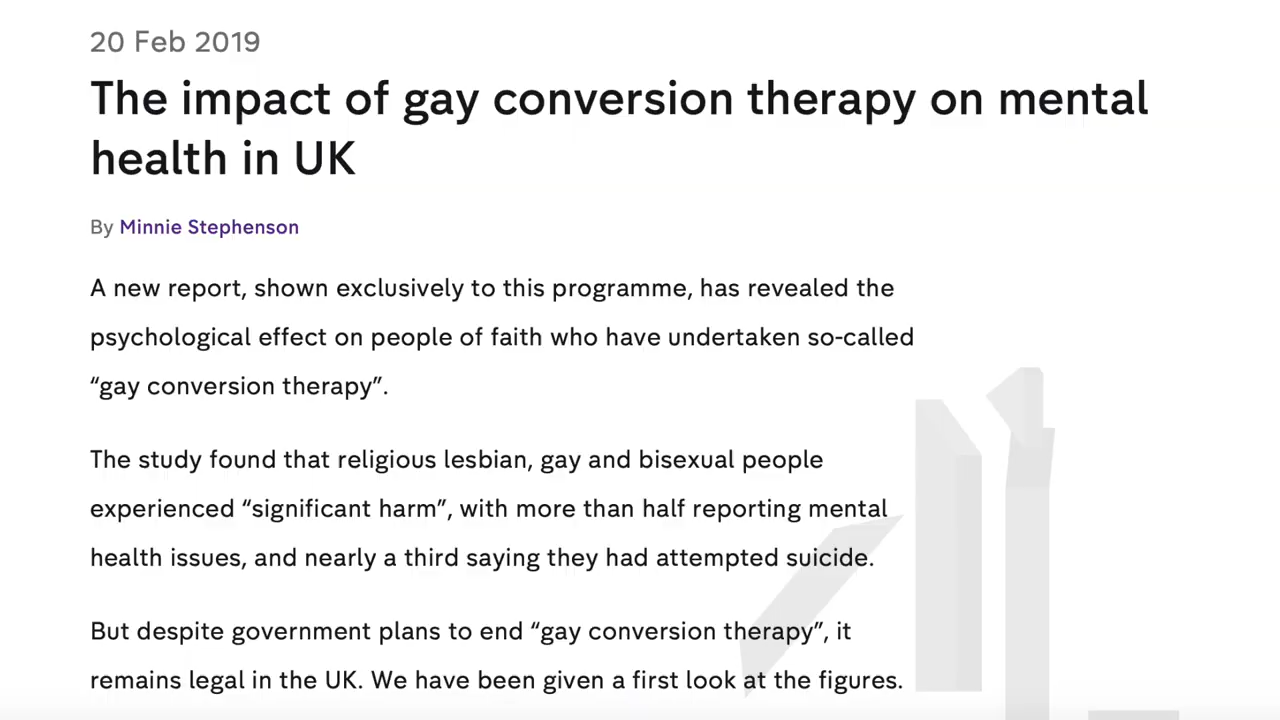 20 Feb 2019
The impact of gay conversion therapy on mental
health in UK
By Minnie Stephenson
A new report, shown exclusively to this programme, has revealed the
psychological effect on people of faith who have undertaken so-called
“gay conversion therapy”.
The study found that religious lesbian, gay and bisexual people
experienced “significant harm”, with more than half reporting mental
health issues, and nearly a third saying they had attempted suicide.
But despite government plans to end “gay conversion therapy”, it
remains legal in the UK. We have been given a first look at the figures.